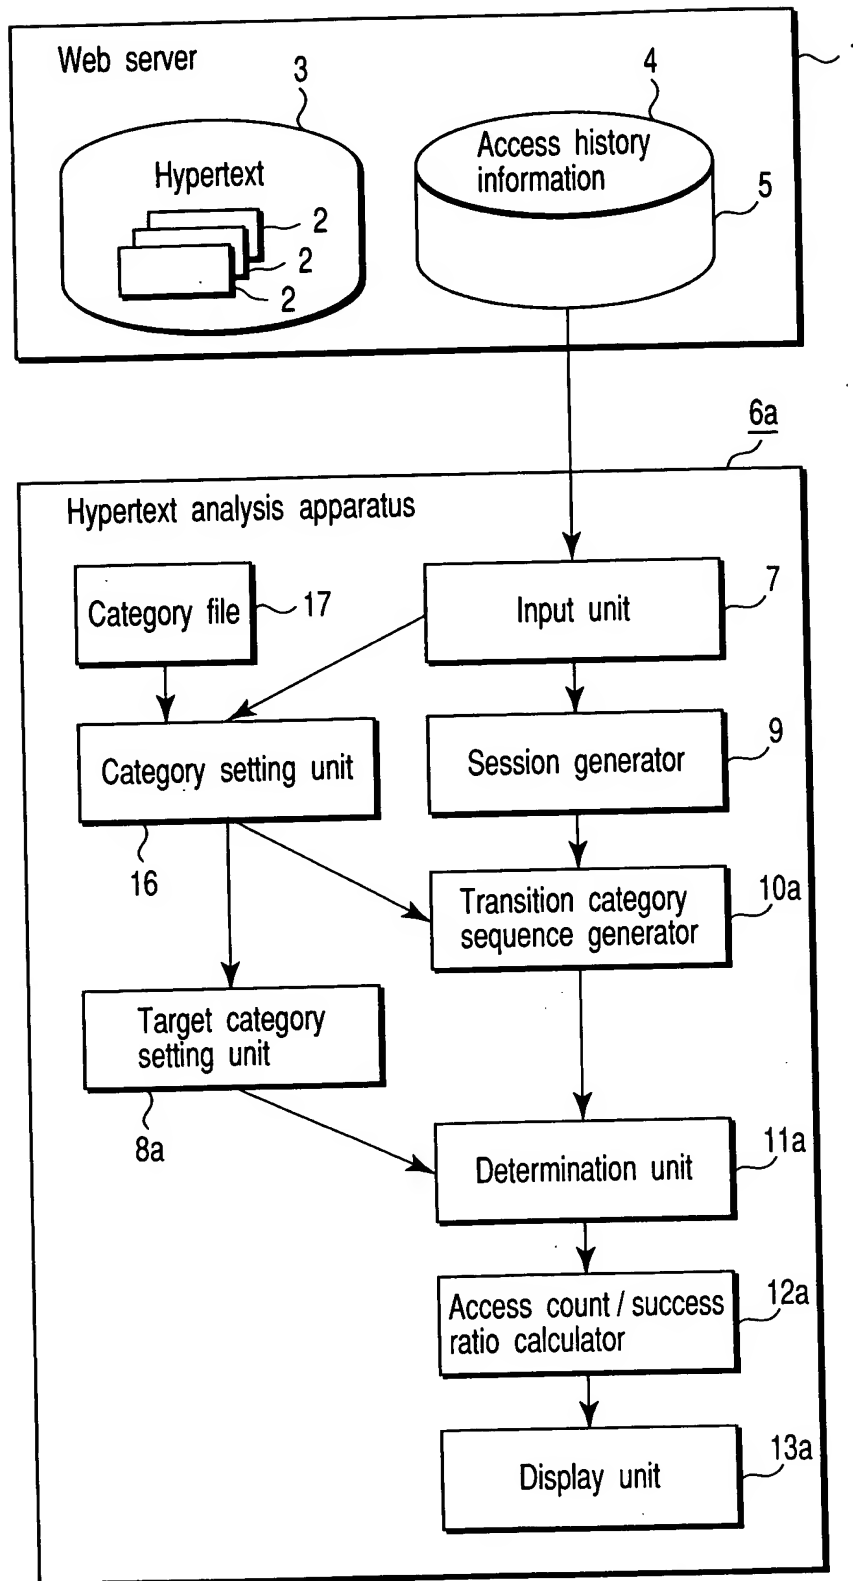 Web server
3
4
Hypertext
Access history
information
5
2
2
2
6a
Hypertext analysis apparatus
Category file
17
Input unit
7
Category setting unit
16
Session generator
9
Transition category
sequence generator
10a
Target category
setting unit
8a
Determination unit
11a
Access count / success
ratio calculator
12a
Display unit
13a